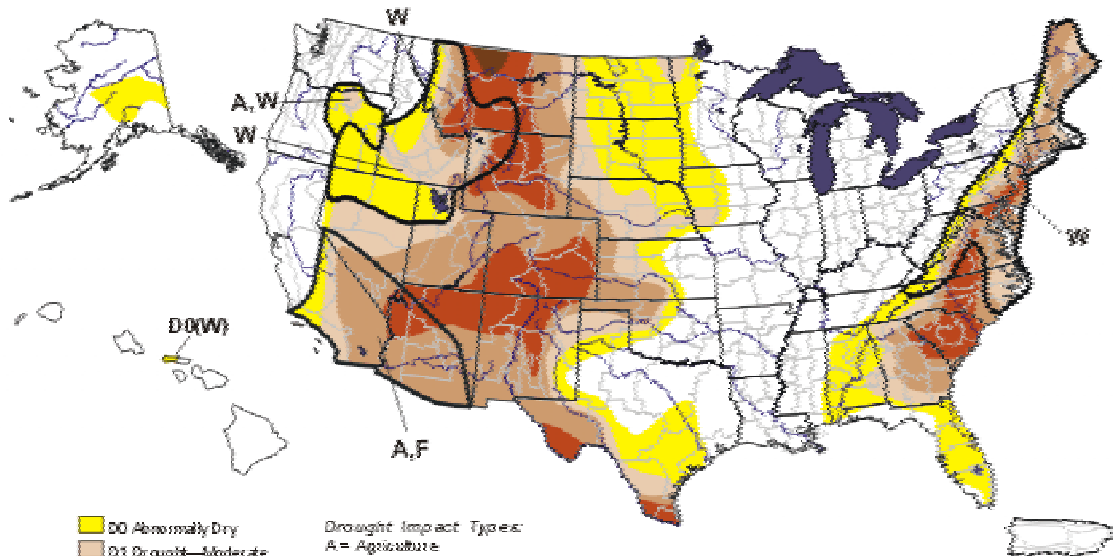 W
A,W
W
W
D0(W)
A,F
D0 Abnormally Dry
D1 Drought—Moderate
Drought Impact Types:
A = Agriculture